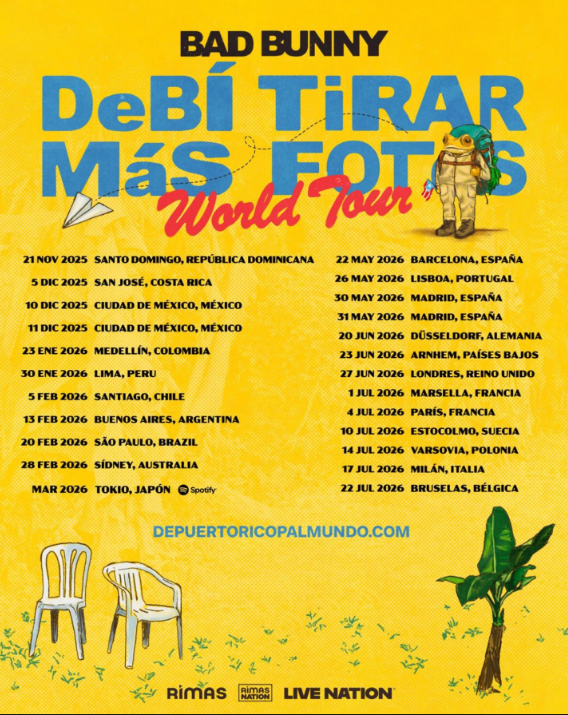 BAD BUNNY
DeBÍ TiRAR
MáS FOTOS
World Tour
21 NOV 2025 SANTO DOMINGO, REPÚBLICA DOMINICANA
5 DIC 2025 SAN JOSÉ, COSTA RICA
10 DIC 2025 CIUDAD DE MÉXICO, MÉXICO
11 DIC 2025 CIUDAD DE MÉXICO, MÉXICO
23 ENE 2026 MEDELLÍN, COLOMBIA
30 ENE 2026 LIMA, PERU
5 FEB 2026 SANTIAGO, CHILE
13 FEB 2026 BUENOS AIRES, ARGENTINA
20 FEB 2026 SÃO PAULO, BRAZIL
28 FEB 2026 SÍDNEY, AUSTRALIA
MAR 2026 TOKIO, JAPÓN Spotify
22 MAY 2026 BARCELONA, ESPAÑA
26 MAY 2026 LISBOA, PORTUGAL
30 MAY 2026 MADRID, ESPAÑA
31 MAY 2026 MADRID, ESPAÑA
20 JUN 2026 DÜSSELDORF, ALEMANIA
23 JUN 2026 ARNHEM, PAÍSES BAJOS
27 JUN 2026 LONDRES, REINO UNIDO
1 JUL 2026 MARSELLA, FRANCIA
4 JUL 2026 PARÍS, FRANCIA
10 JUL 2026 ESTOCOLMO, SUECIA
14 JUL 2026 VARSOVIA, POLONIA
17 JUL 2026 MILÁN, ITALIA
22 JUL 2026 BRUSELAS, BÉLGICA
DEPUERTORICOPALMUNDO.COM
RiMAS
RiMAS NATION
LIVE NATION